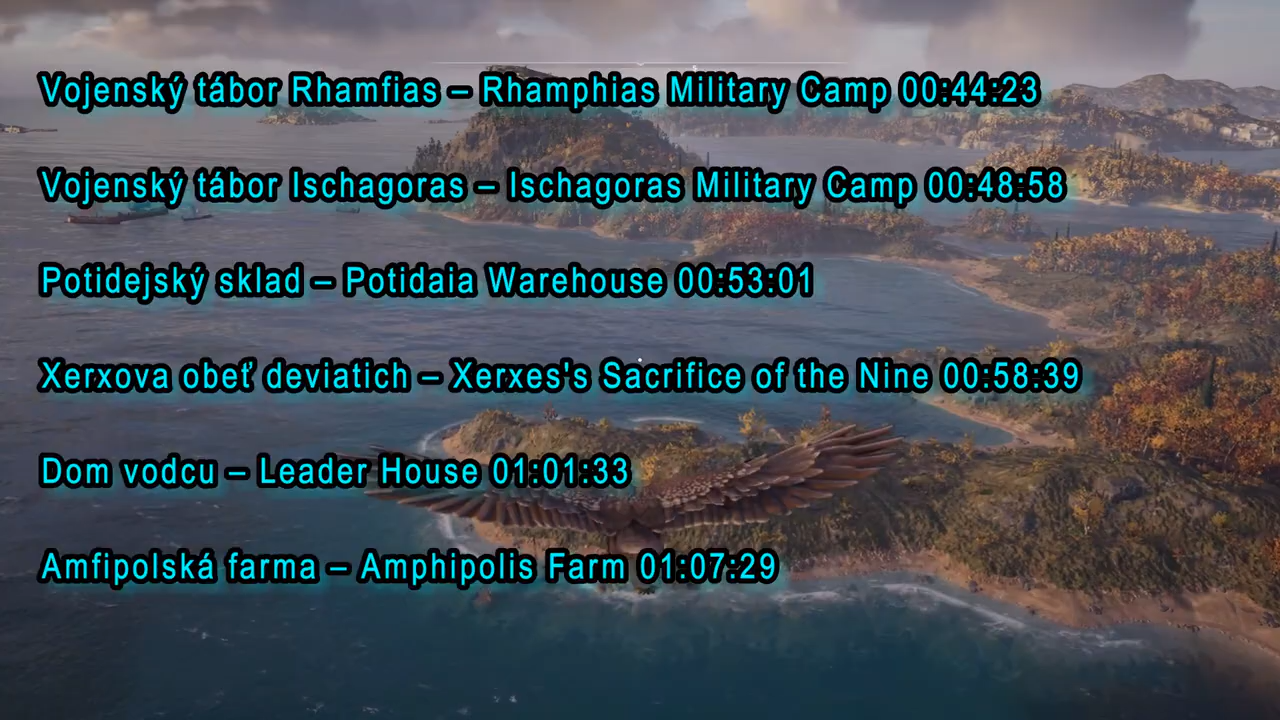 Vojenský tábor Rhamfias – Rhamphias Military Camp 00:44:23
Vojenský tábor Ischagoras – Ischagoras Military Camp 00:48:58
Potidejský sklad – Potidaia Warehouse 00:53:01
Xerxova obeť deviatich – Xerxes's Sacrifice of the Nine 00:58:39
Dom vodcu – Leader House 01:01:33
Amfipolská farma – Amphipolis Farm 01:07:29